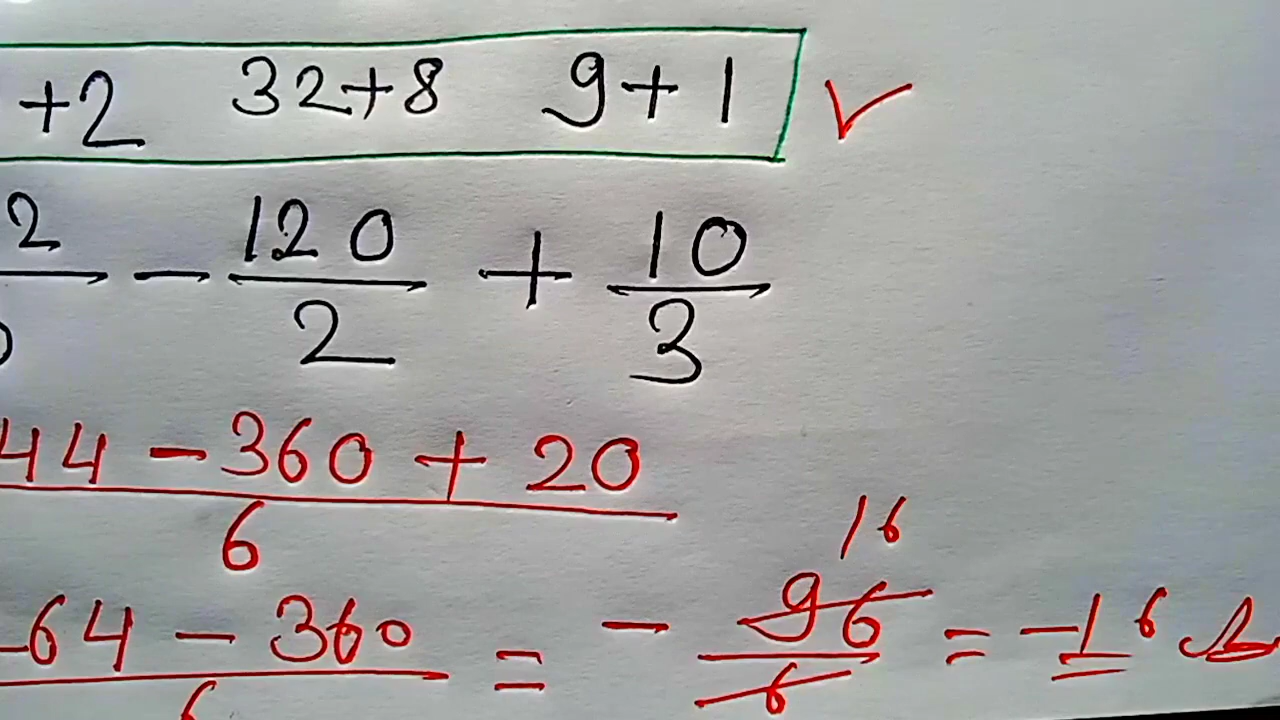 +2 32+8 9+1 ✓
2 / — - 120/2 + 10/3
44 - 360 + 20
6
16
64 - 360 / 6 = - 96/6 = -16